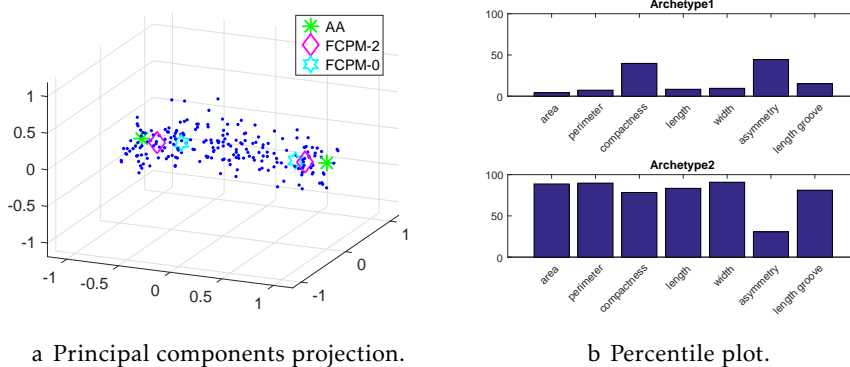 AA
FCPM-2
FCPM-0
1
0.5
0
-0.5
-1
-1
-0.5
0
0.5
1
-1
0
1
Archetype1
100
50
0
area
perimeter
compactness
length
width
asymmetry
length groove
Archetype2
100
50
0
area
perimeter
compactness
length
width
asymmetry
length groove
a Principal components projection.
b Percentile plot.